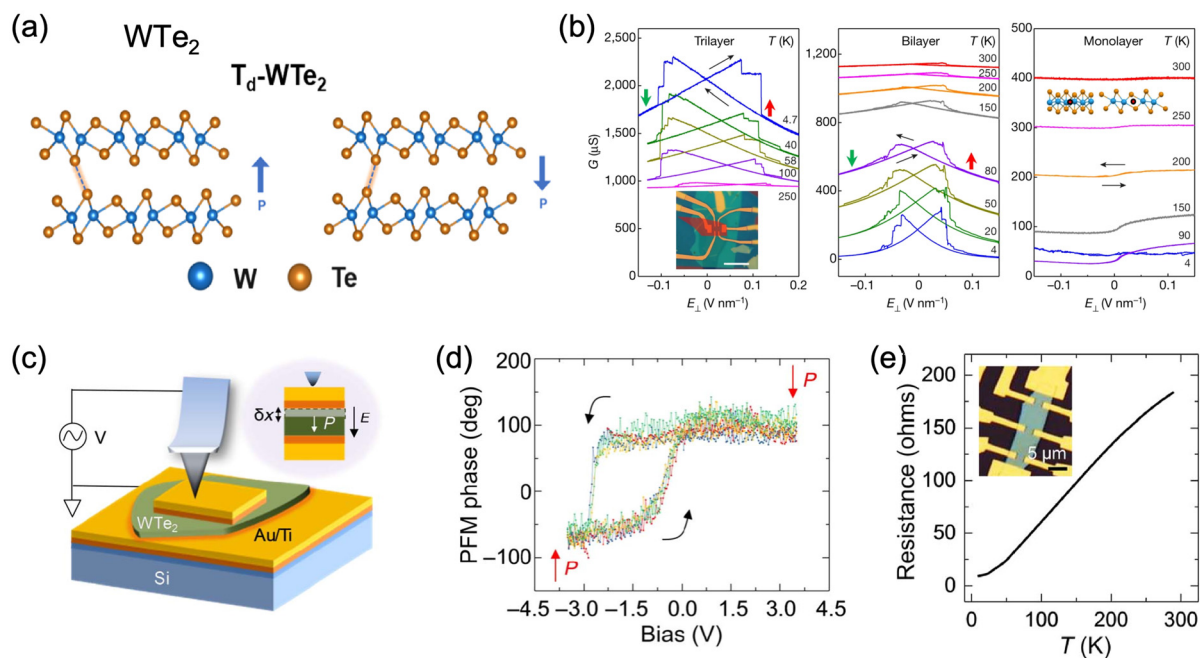 (a)
WTe₂
T_d-WTe₂
P
P
W
Te
(b)
Trilayer
T (K)
Bilayer
T (K)
Monolayer
T (K)
2,500
2,000
1,500
1,000
500
0
G (µS)
4.7
40
58
100
250
−0.1
0
0.1
0.2
E⊥ (V nm⁻¹)
1,200
800
400
0
300
250
200
150
80
50
20
4
−0.1
0
0.1
E⊥ (V nm⁻¹)
500
400
300
200
100
0
300
250
200
150
90
4
−0.1
0
0.1
E⊥ (V nm⁻¹)
(c)
V
δx
P
E
WTe₂
Au/Ti
Si
(d)
PFM phase (deg)
200
100
0
−100
P
P
−4.5
−3.0
−1.5
0.0
1.5
3.0
4.5
Bias (V)
(e)
Resistance (ohms)
200
150
100
50
0
5 µm
0
100
200
300
T (K)